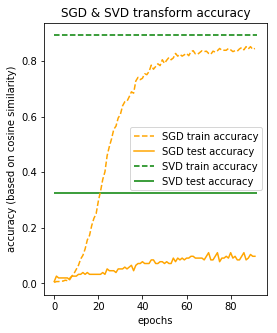 SGD & SVD transform accuracy
accuracy (based on cosine similarity)
0.8
0.6
0.4
0.2
0.0
SGD train accuracy
SGD test accuracy
SVD train accuracy
SVD test accuracy
0 20 40 60 80
epochs